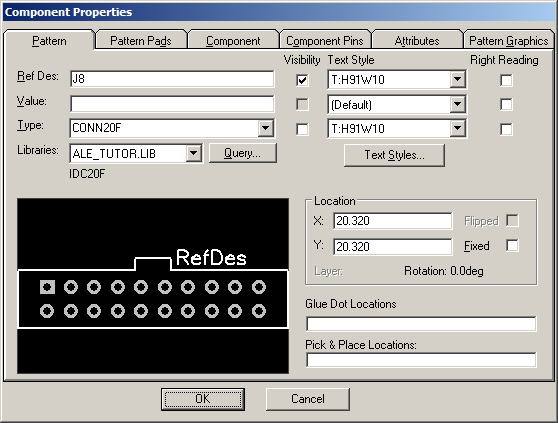 Component Properties
Pattern Pattern Pads Component Component Pins Attributes Pattern Graphics
Visibility Text Style Right Reading
Ref Des: J8 T:H91W10
Value: (Default)
Type: CONN20F T:H91W10
Libraries: ALE_TUTOR.LIB Query... Text Styles...
IDC20F
Location
X: 20.320 Flipped
Y: 20.320 Fixed
Layer: Rotation: 0.0deg
RefDes
Glue Dot Locations
Pick & Place Locations:
OK Cancel